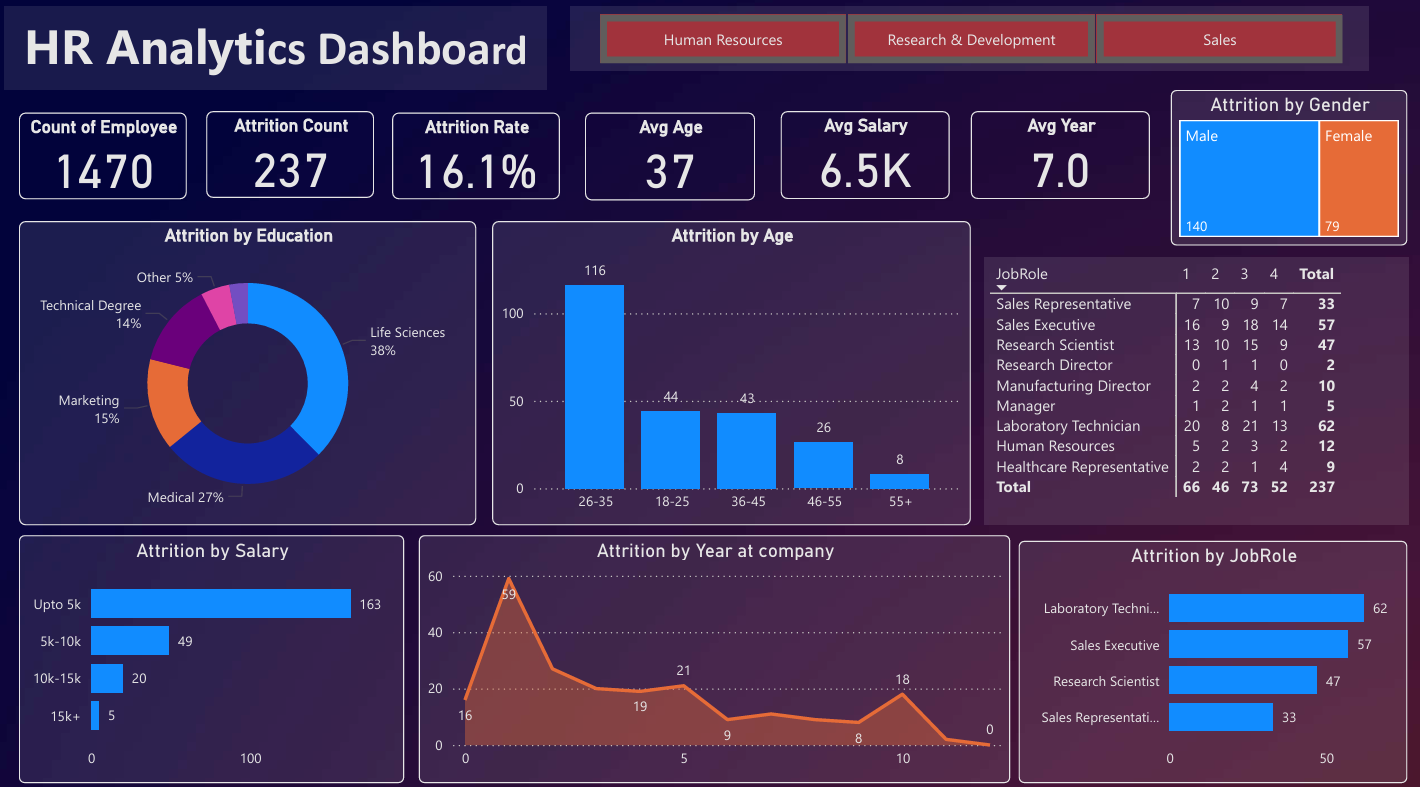 HR Analytics Dashboard
Human Resources
Research & Development
Sales
Count of Employee
1470
Attrition Count
237
Attrition Rate
16.1%
Avg Age
37
Avg Salary
6.5K
Avg Year
7.0
Attrition by Gender
Male
Female
140
79
Attrition by Education
Other 5%
Technical Degree
14%
Life Sciences
38%
Marketing
15%
Medical 27%
Attrition by Age
116
100
44
43
50
26
8
0
26-35 18-25 36-45 46-55 55+
JobRole 1 2 3 4 Total
Sales Representative 7 10 9 7 33
Sales Executive 16 9 18 14 57
Research Scientist 13 10 15 9 47
Research Director 0 1 1 0 2
Manufacturing Director 2 2 4 2 10
Manager 1 2 1 1 5
Laboratory Technician 20 8 21 13 62
Human Resources 5 2 3 2 12
Healthcare Representative 2 2 1 4 9
Total 66 46 73 52 237
Attrition by Salary
Upto 5k 163
5k-10k 49
10k-15k 20
15k+ 5
0 100
Attrition by Year at company
60
59
40
21
18
20
19
16
9
8
0
0
0 5 10
Attrition by JobRole
Laboratory Techni... 62
Sales Executive 57
Research Scientist 47
Sales Representati... 33
0 50